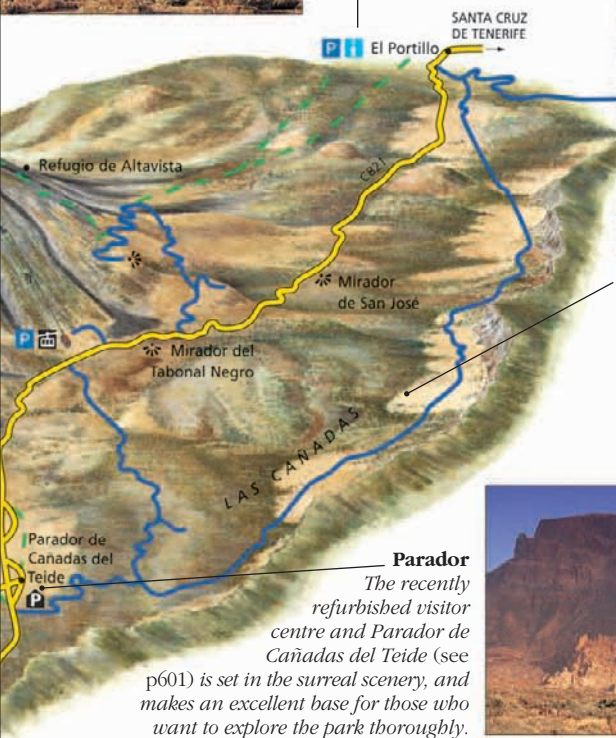 SANTA CRUZ
DE TENERIFE
P i El Portillo
Refugio de Altavista
C821
Mirador
de San José
P
Mirador del
Tabonal Negro
LAS CAÑADAS
Parador de
Cañadas del
Teide
P
Parador
The recently
refurbished visitor
centre and Parador de
Cañadas del Teide (see
p601) is set in the surreal scenery, and
makes an excellent base for those who
want to explore the park thoroughly.